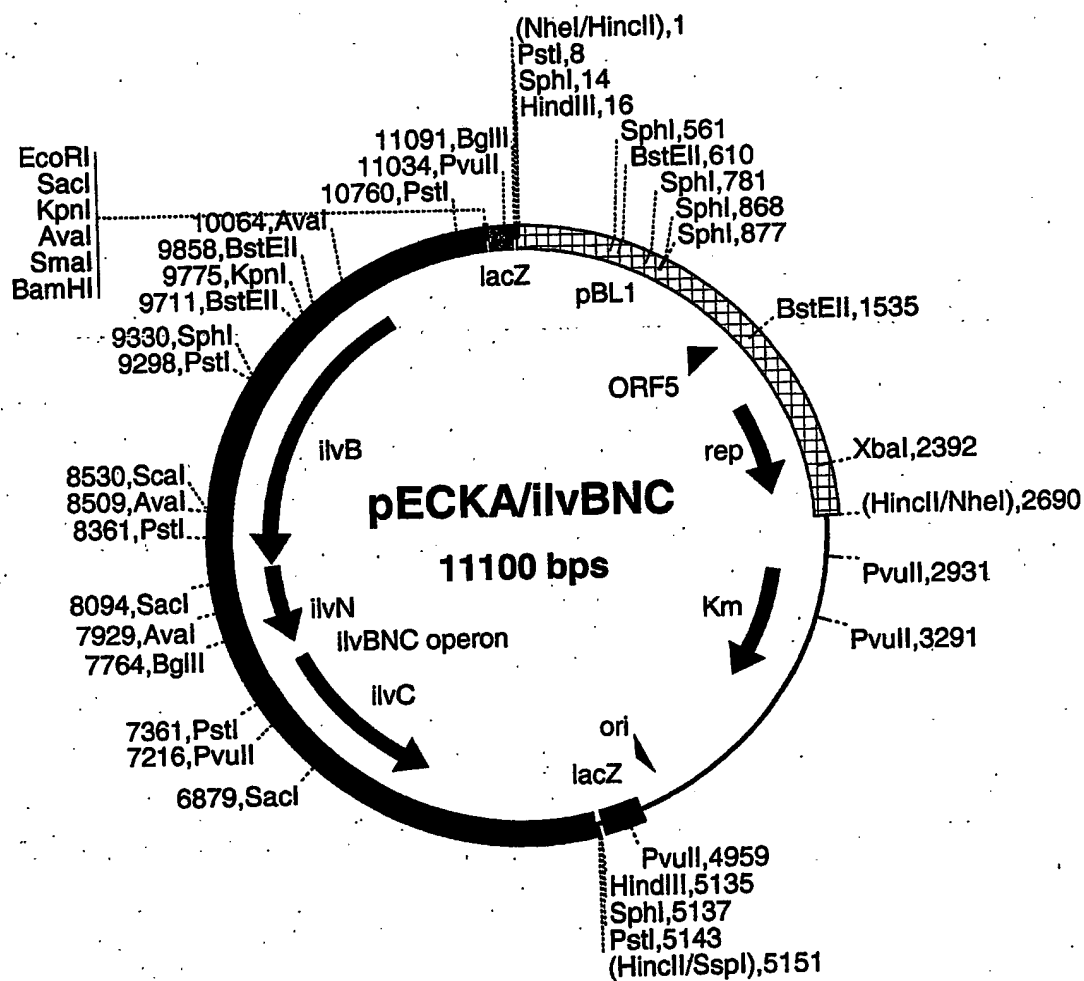 (NheI/HincII),1
PstI,8
SphI,14
HindIII,16
11091,BglII
11034,PvuII
10760,PstI
EcoRI
SacI
KpnI
AvaI
SmaI
BamHI
10064,AvaI
9858,BstEII
9775,KpnI
9711,BstEII
9330,SphI
9298,PstI
8530,ScaI
8509,AvaI
8361,PstI
8094,SacI
7929,AvaI
7764,BglII
7361,PstI
7216,PvuII
6879,SacI
SphI,561
BstEII,610
SphI,781
SphI,868
SphI,877
BstEII,1535
XbaI,2392
(HincII/NheI),2690
PvuII,2931
PvuII,3291
lacZ
pBL1
ORF5
rep
ilvB
pECKA/ilvBNC
11100 bps
Km
ilvN
ilvBNC operon
ilvC
ori
lacZ
PvuII,4959
HindIII,5135
SphI,5137
PstI,5143
(HincII/SspI),5151